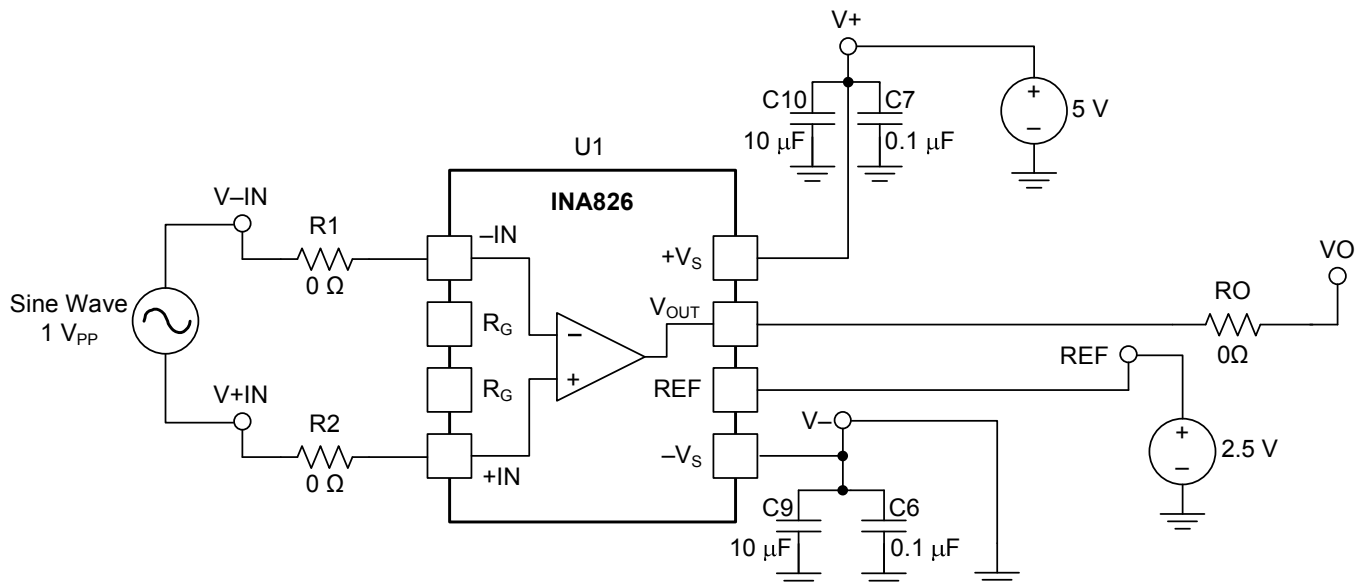 V+
C10
C7
10 μF
0.1 μF
+
–
5 V
U1
INA826
V–IN
R1
0 Ω
–IN
+VS
Sine Wave
1 VPP
RG
VOUT
–
+
RO
0Ω
VO
V+IN
R2
0 Ω
RG
+IN
REF
REF
+
–
2.5 V
V–
–VS
C9
C6
10 μF
0.1 μF